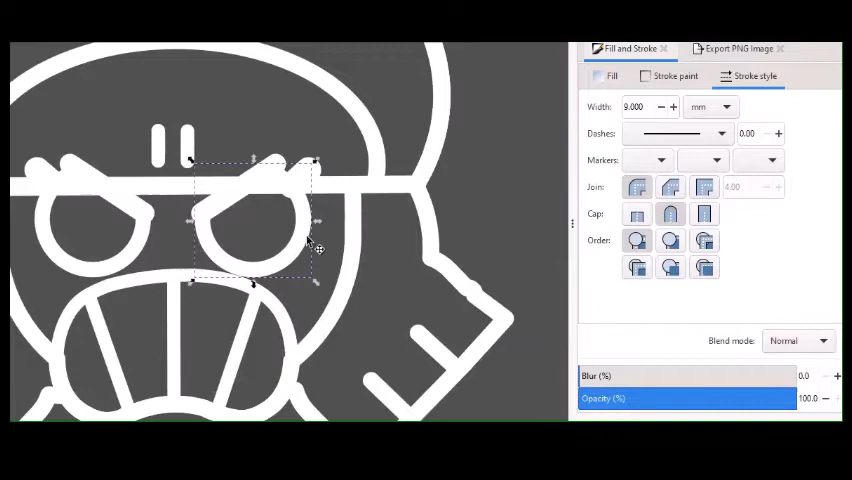 Fill and Stroke Export PNG Image
Fill Stroke paint Stroke style
Width: 9.000 mm
Dashes: 0.00
Markers:
Join: 4.00
Cap:
Order:
Blend mode: Normal
Blur (%) 0.0
Opacity (%) 100.0